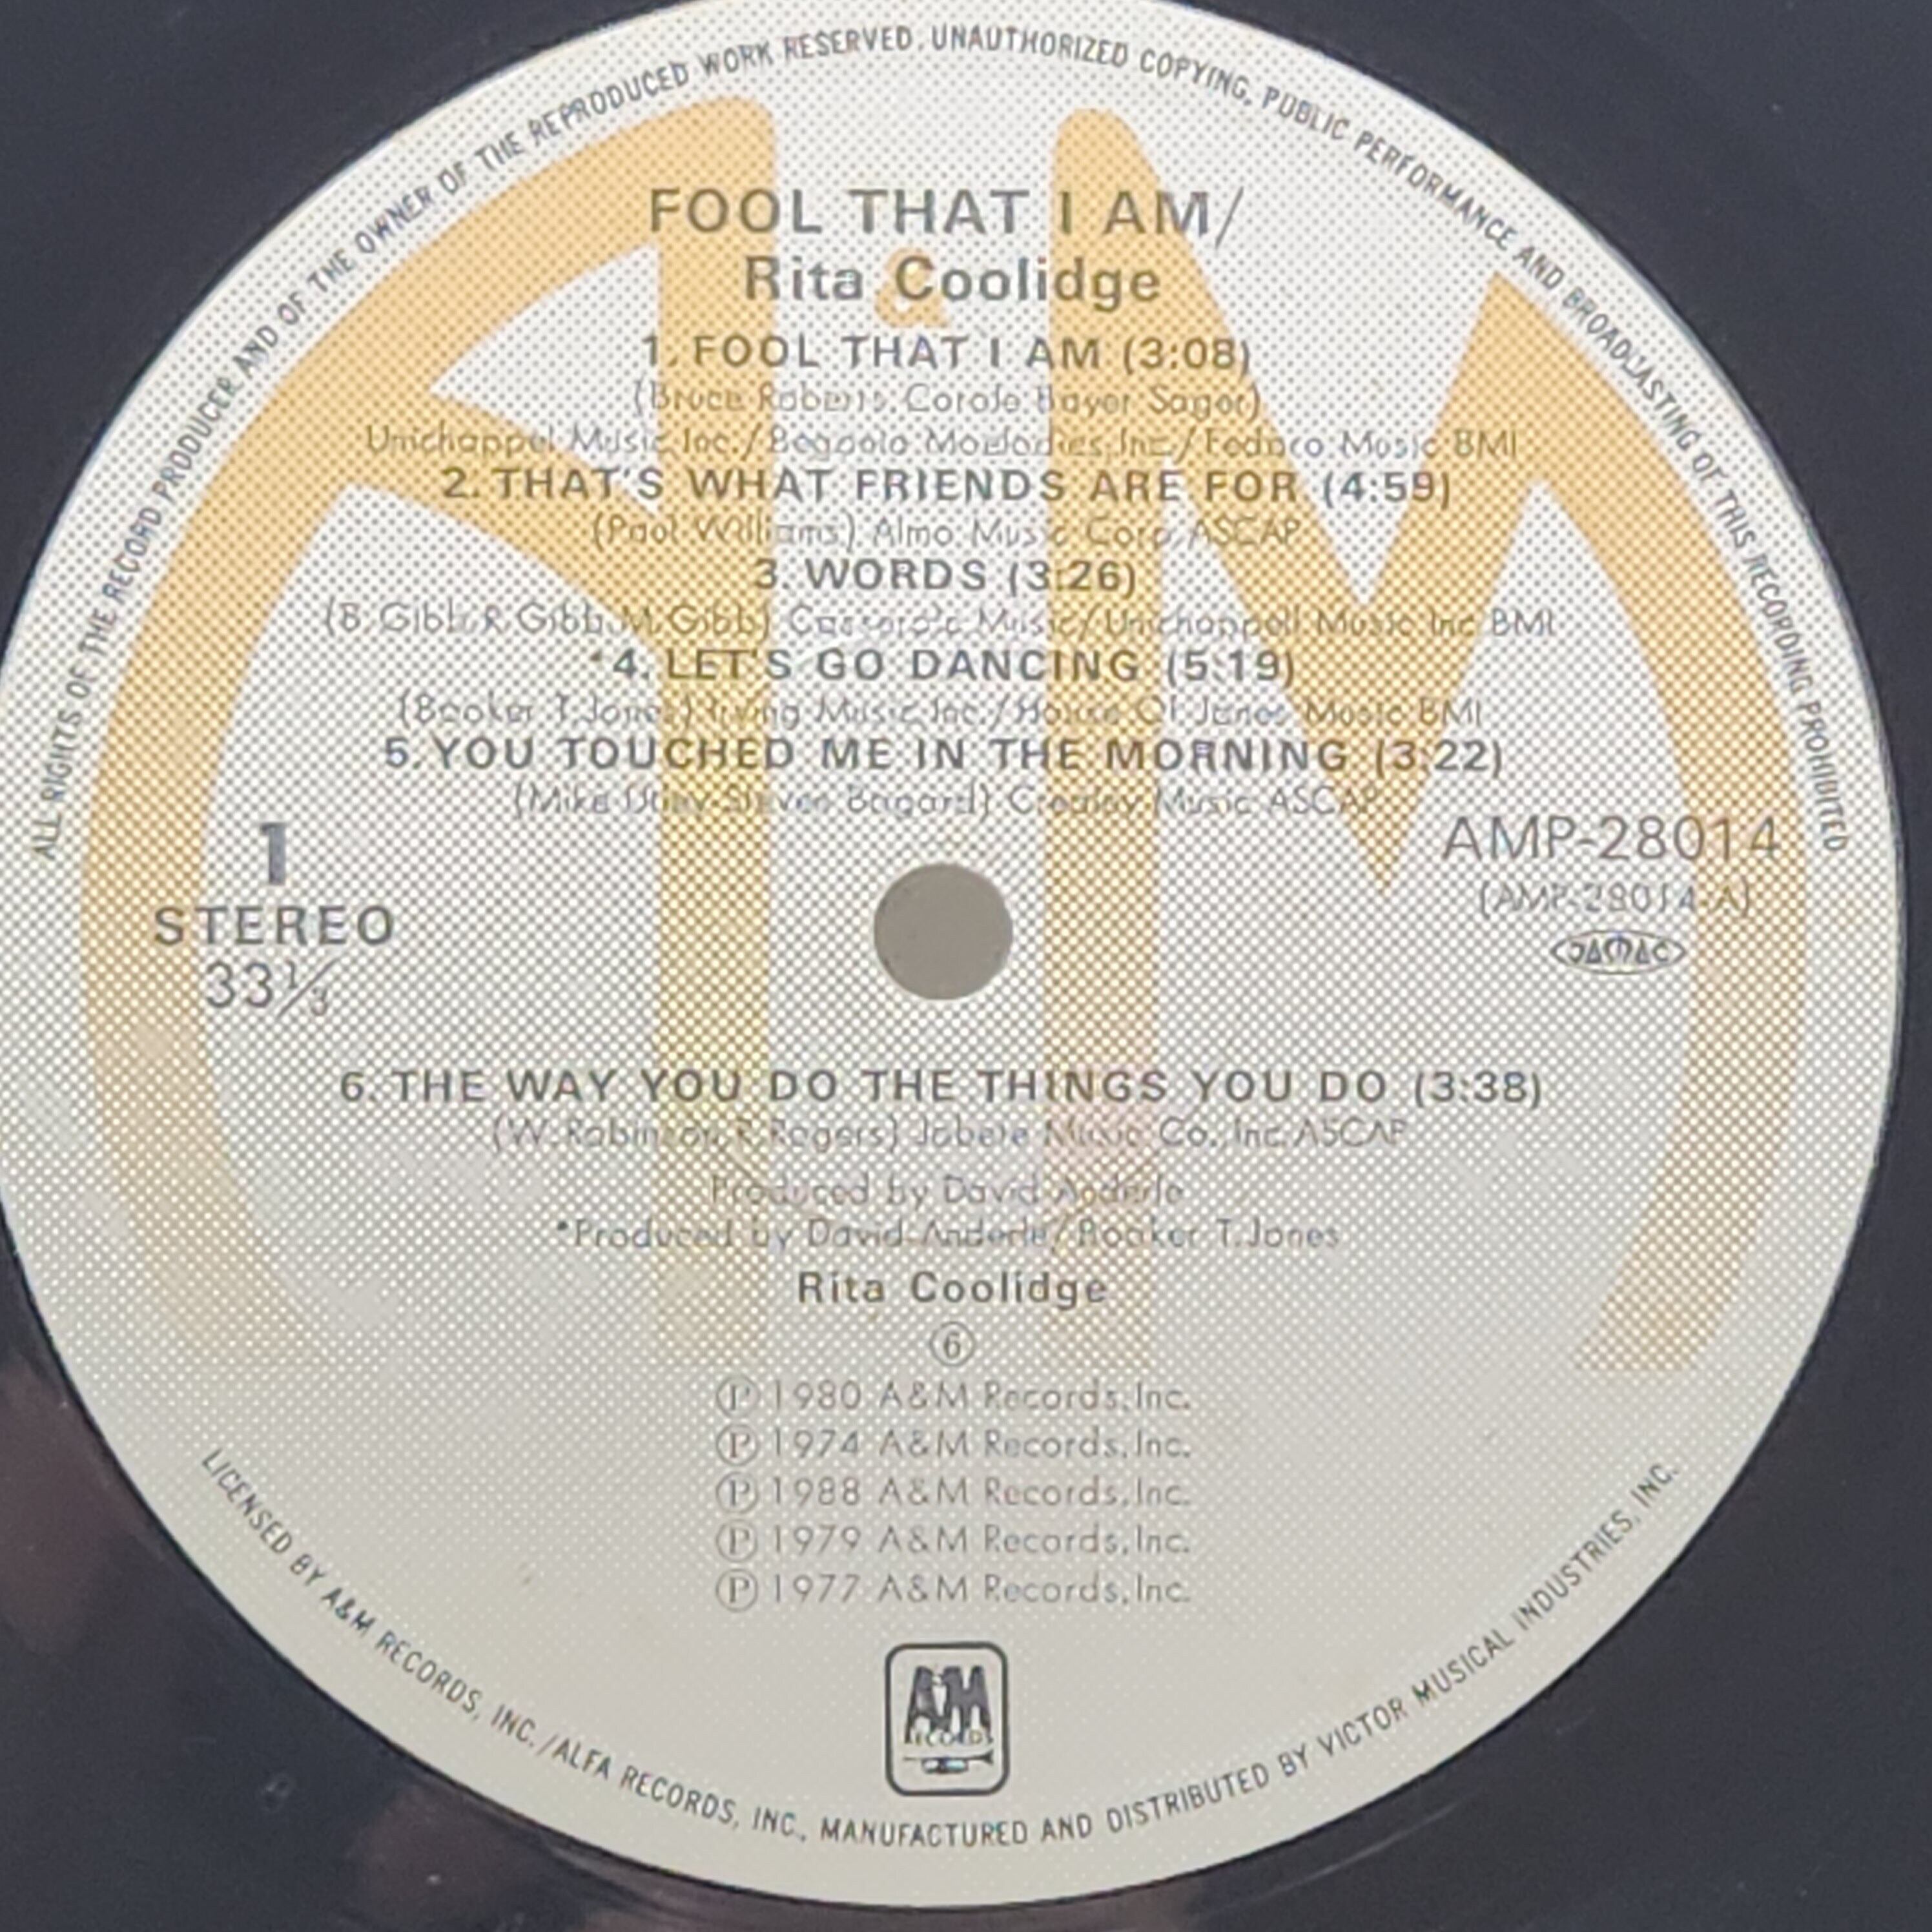 ALL RIGHTS OF THE RECORD PRODUCER AND OF THE OWNER OF THE REPRODUCED WORK RESERVED. UNAUTHORIZED COPYING, PUBLIC PERFORMANCE AND BROADCASTING OF THIS RECORDING PROHIBITED
FOOL THAT I AM/
Rita Coolidge
1. FOOL THAT I AM (3:08)
(Bruce Roberts, Carole Bayer Sager)
Unichappel Music Inc./ Music BMI
2. THAT'S WHAT FRIENDS ARE FOR (4:59)
(Paul Williams) Almo Music Corp. ASCAP
3. WORDS (3:26)
(B. Gibb, R. Gibb, M. Gibb) Music/Unichappell Music Inc BMI
*4. LET'S GO DANCING (5:19)
(Booker T. Jones) Irving Music, Inc./House Of Jones Music BMI
5. YOU TOUCHED ME IN THE MORNING (3:22)
(Mike Steven) Music ASCAP
1
STEREO
33⅓
AMP-28014
(AMP-28014-A)
JASRAC
6. THE WAY YOU DO THE THINGS YOU DO (3:38)
(W. Robinson, R. Rogers) Jobete Music Co., Inc. ASCAP
Produced by David Anderle
*Produced by David Anderle/Booker T. Jones
Rita Coolidge
⑥
℗ 1980 A&M Records, Inc.
℗ 1974 A&M Records, Inc.
℗ 1988 A&M Records, Inc.
℗ 1979 A&M Records, Inc.
℗ 1977 A&M Records, Inc.
A&M
RECORDS
LICENSED BY A&M RECORDS, INC./ALFA RECORDS, INC., MANUFACTURED AND DISTRIBUTED BY VICTOR MUSICAL INDUSTRIES, INC.